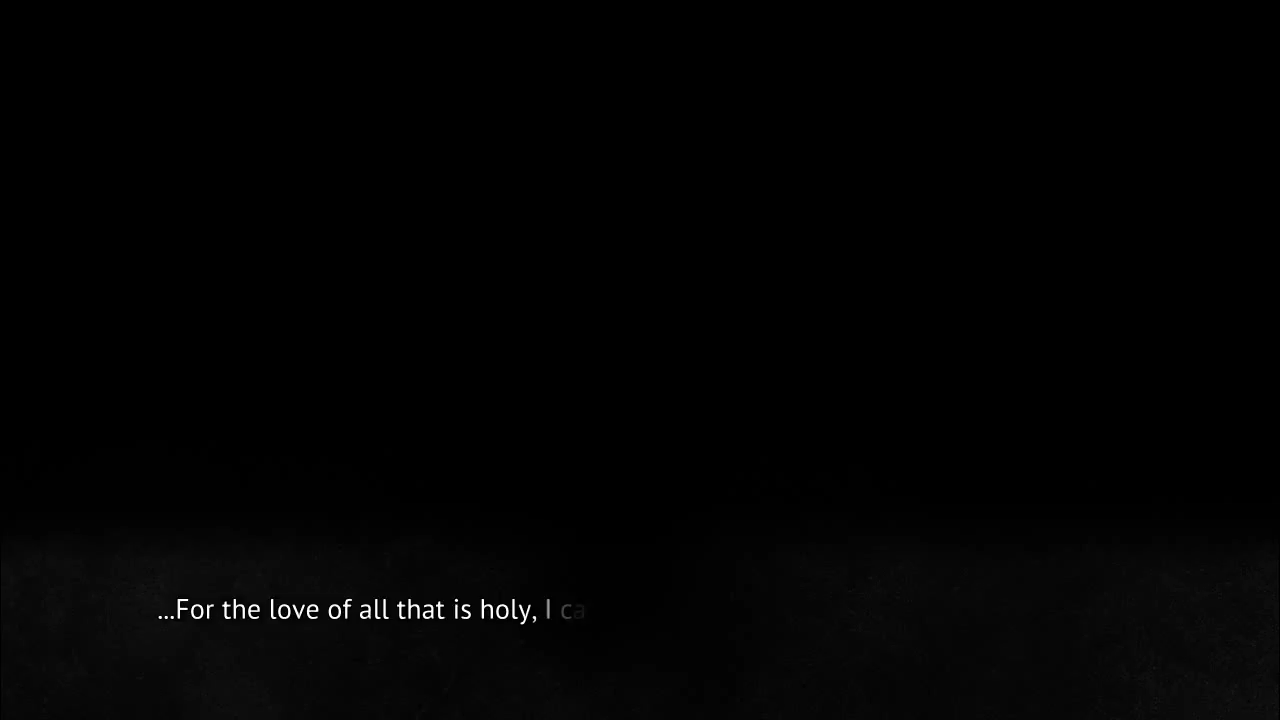 ...For the love of all that is holy, I ca